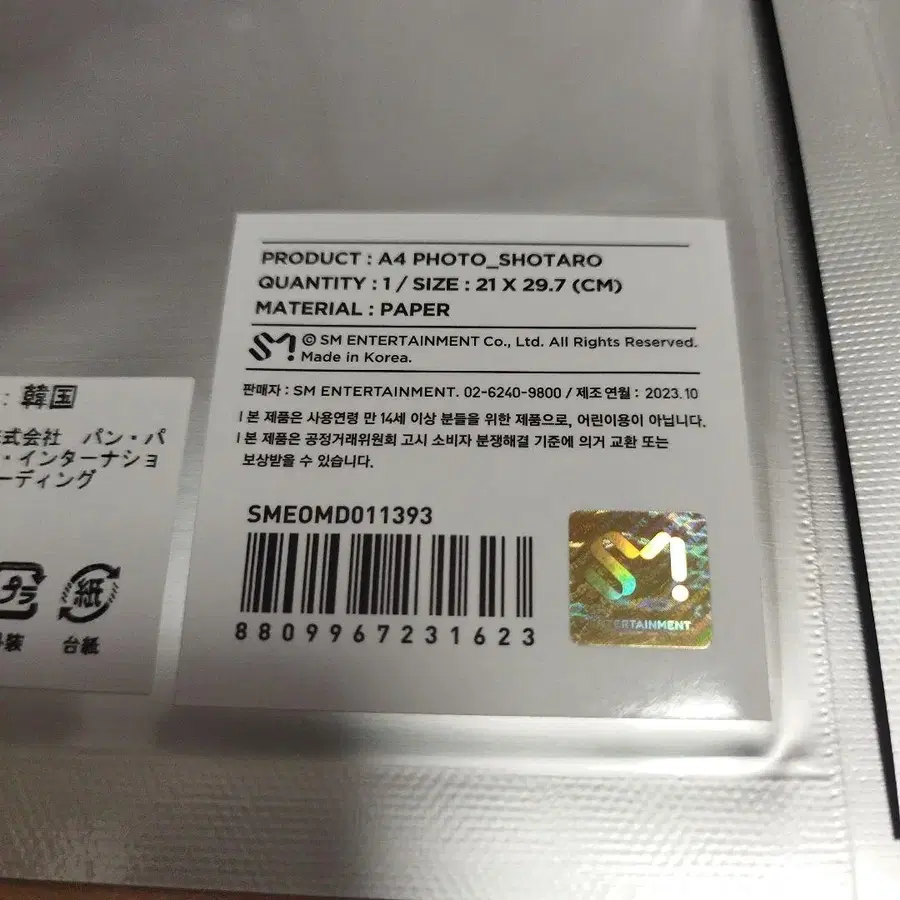 PRODUCT : A4 PHOTO_SHOTARO
QUANTITY : 1 / SIZE : 21 X 29.7 (CM)
MATERIAL : PAPER
SM
© SM ENTERTAINMENT Co., Ltd. All Rights Reserved.
Made in Korea.
판매자 : SM ENTERTAINMENT. 02-6240-9800 / 제조 연월 : 2023.10
| 본 제품은 사용연령 만 14세 이상 분들을 위한 제품으로, 어린이용이 아닙니다.
| 본 제품은 공정거래위원회 고시 소비자 분쟁해결 기준에 의거 교환 또는
보상받을 수 있습니다.
SMEOMD011393
8809967231623
SM
ENTERTAINMENT
: 韓国
式会社 パン・パ
・インターナショ
ーディング
プラ
紙
装
台紙